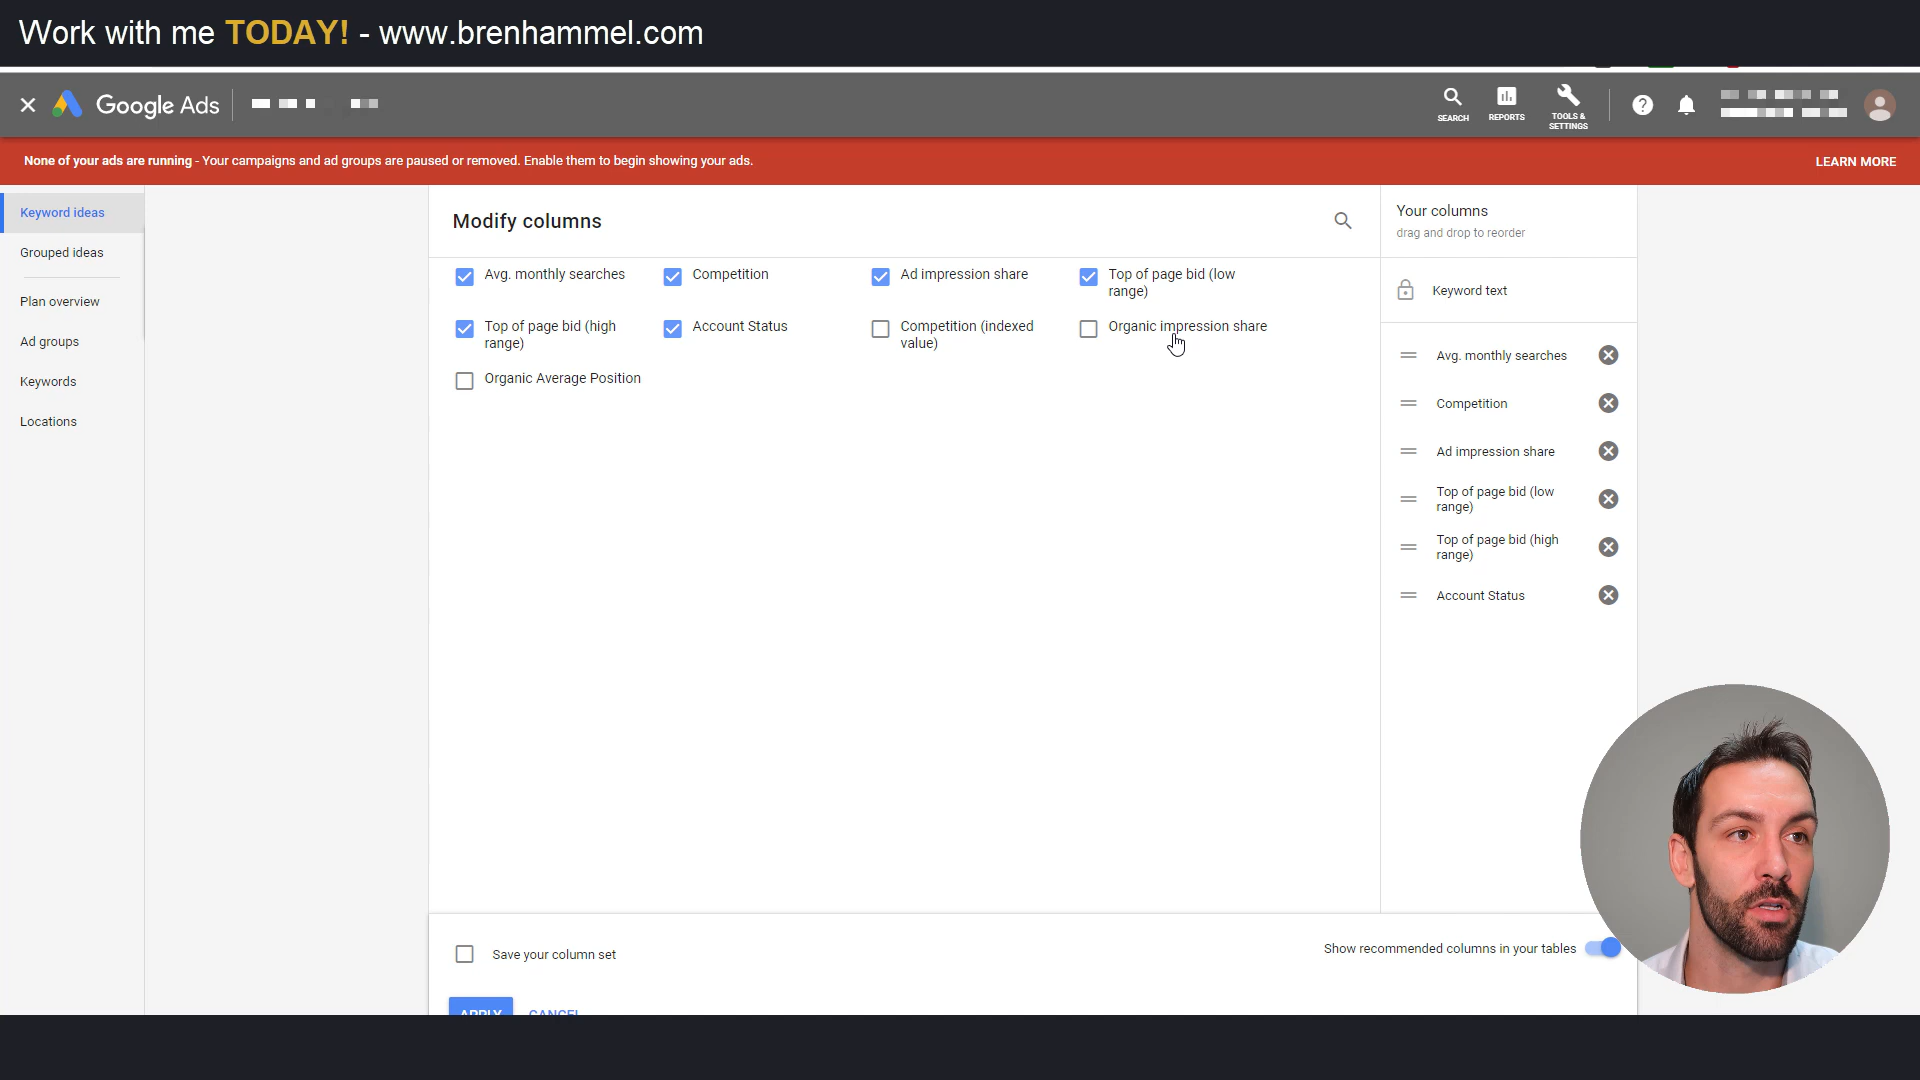 Work with me TODAY! - www.brenhammel.com
Google Ads
SEARCH
REPORTS
TOOLS &
SETTINGS
None of your ads are running - Your campaigns and ad groups are paused or removed. Enable them to begin showing your ads.
LEARN MORE
Keyword ideas
Grouped ideas
Plan overview
Ad groups
Keywords
Locations
Modify columns
Avg. monthly searches
Competition
Ad impression share
Top of page bid (low
range)
Top of page bid (high
range)
Account Status
Competition (indexed
value)
Organic impression share
Organic Average Position
Your columns
drag and drop to reorder
Keyword text
Avg. monthly searches
Competition
Ad impression share
Top of page bid (low
range)
Top of page bid (high
range)
Account Status
Save your column set
Show recommended columns in your tables
APPLY
CANCEL